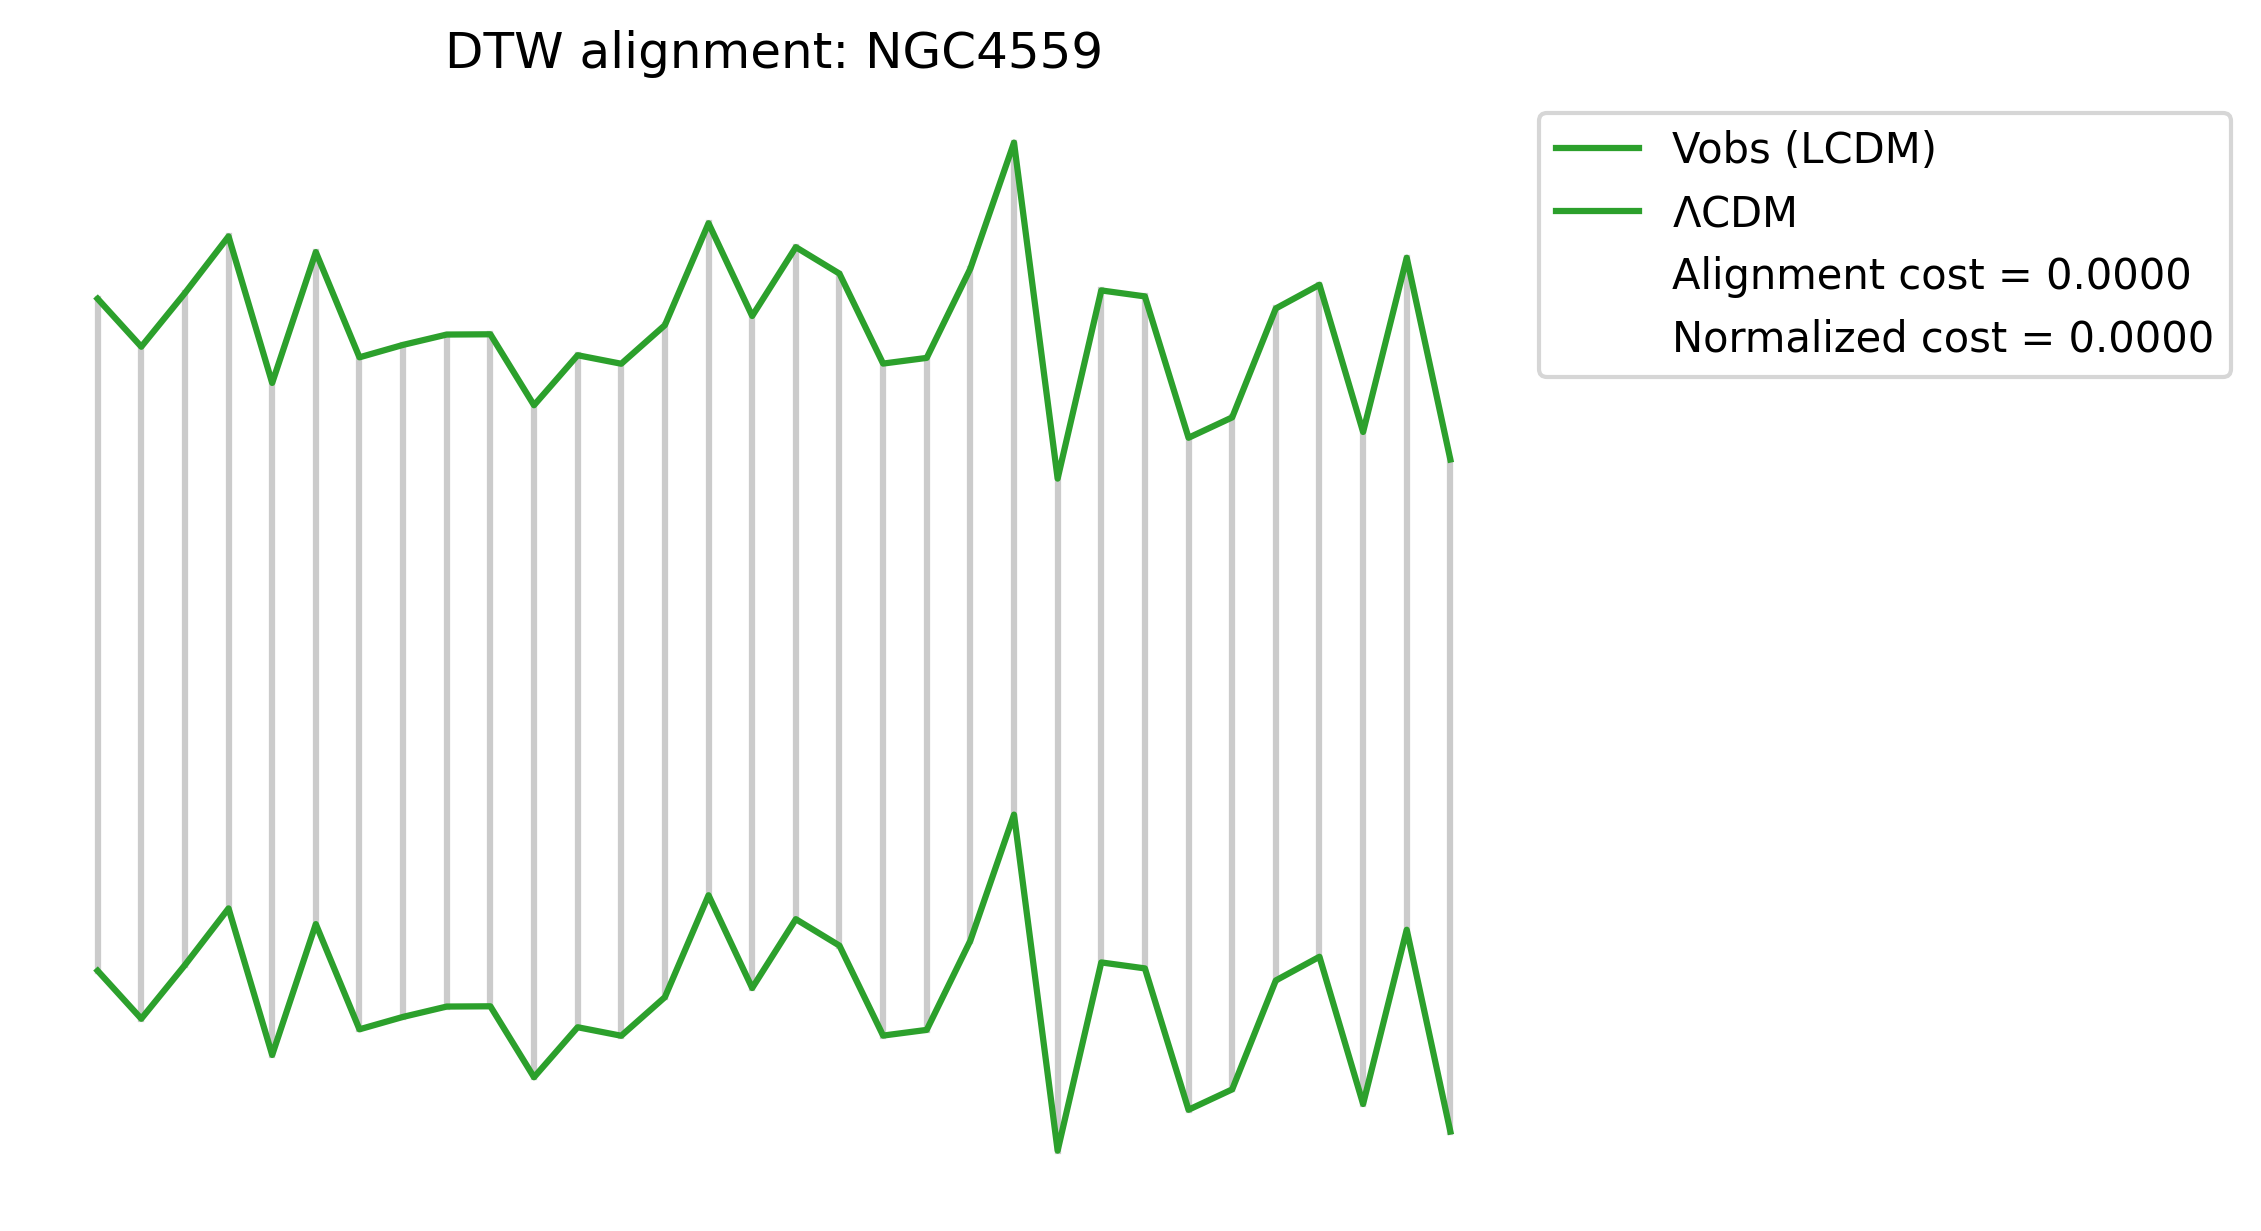 DTW alignment: NGC4559
Vobs (LCDM)
ΛCDM
Alignment cost = 0.0000
Normalized cost = 0.0000